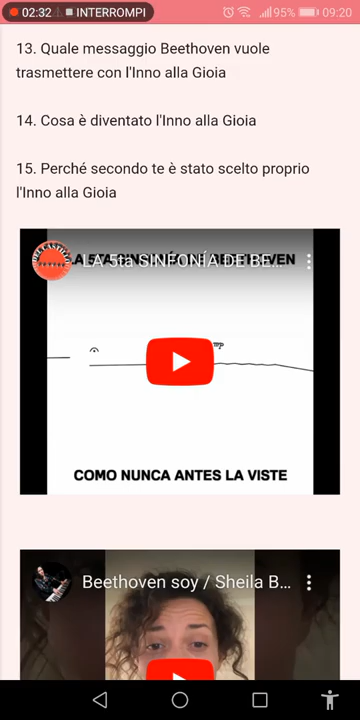 02:32 INTERROMPI 95% 09:20
13. Quale messaggio Beethoven vuole
trasmettere con l'Inno alla Gioia
14. Cosa è diventato l'Inno alla Gioia
15. Perché secondo te è stato scelto proprio
l'Inno alla Gioia
LA 5ta SINFONÍA DE BE...
mp
COMO NUNCA ANTES LA VISTE
Beethoven soy / Sheila B...